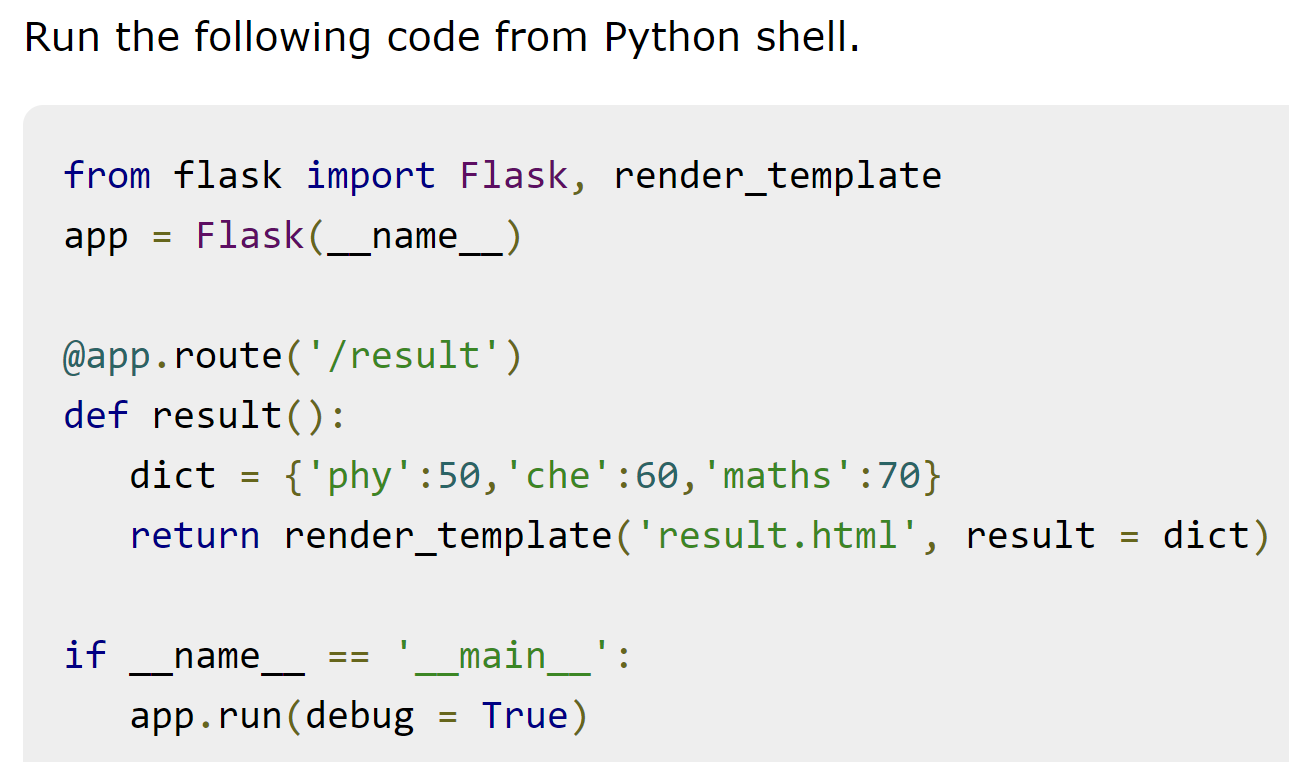 Run the following code from Python shell.
from flask import Flask, render_template
app = Flask(__name__)
@app.route('/result')
def result():
   dict = {'phy':50,'che':60,'maths':70}
   return render_template('result.html', result = dict)
if __name__ == '__main__':
   app.run(debug = True)